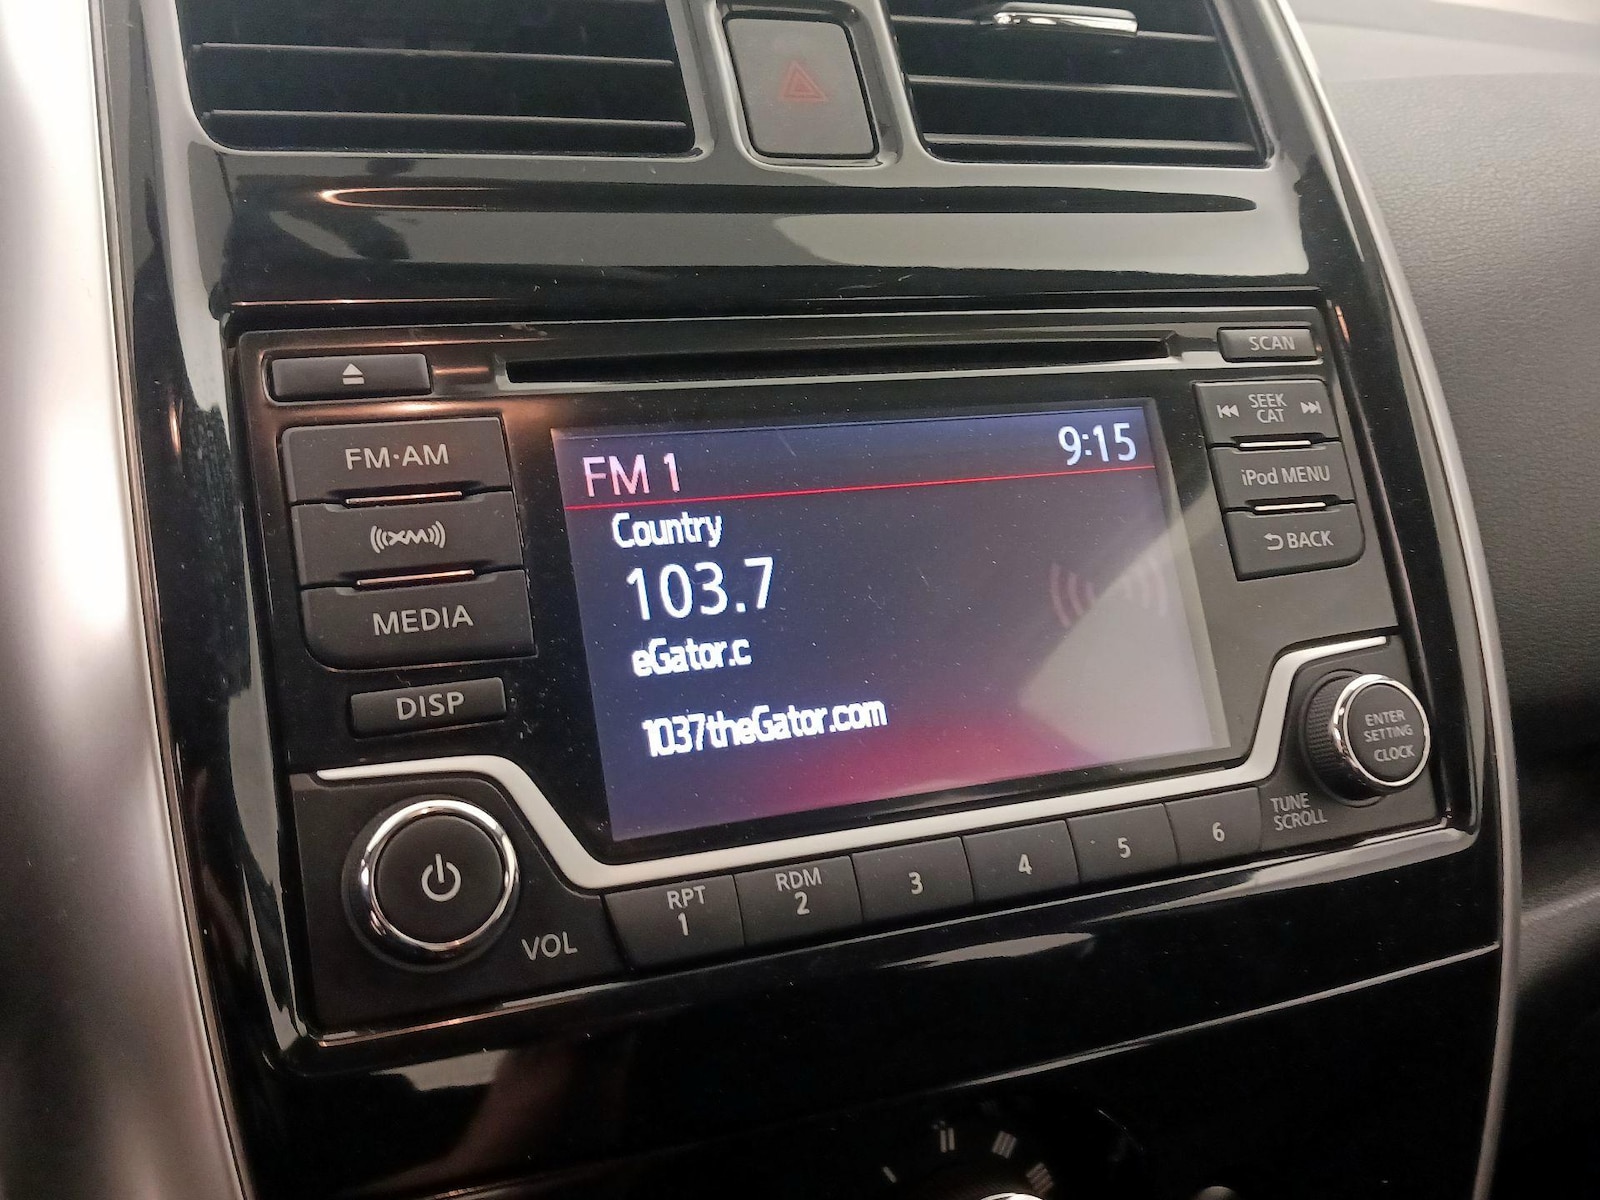 SCAN
SEEK
CAT
FM·AM
iPod MENU
XM
BACK
MEDIA
DISP
FM 1
9:15
Country
103.7
eGator.c
1037theGator.com
ENTER
SETTING
CLOCK
TUNE
SCROLL
VOL
RPT
1
RDM
2
3
4
5
6